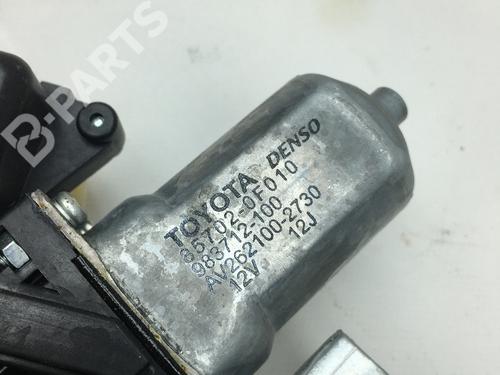 B-PARTS
TOYOTA DENSO
85702-0F010
983712-100
AV262100-2730
12V 12J